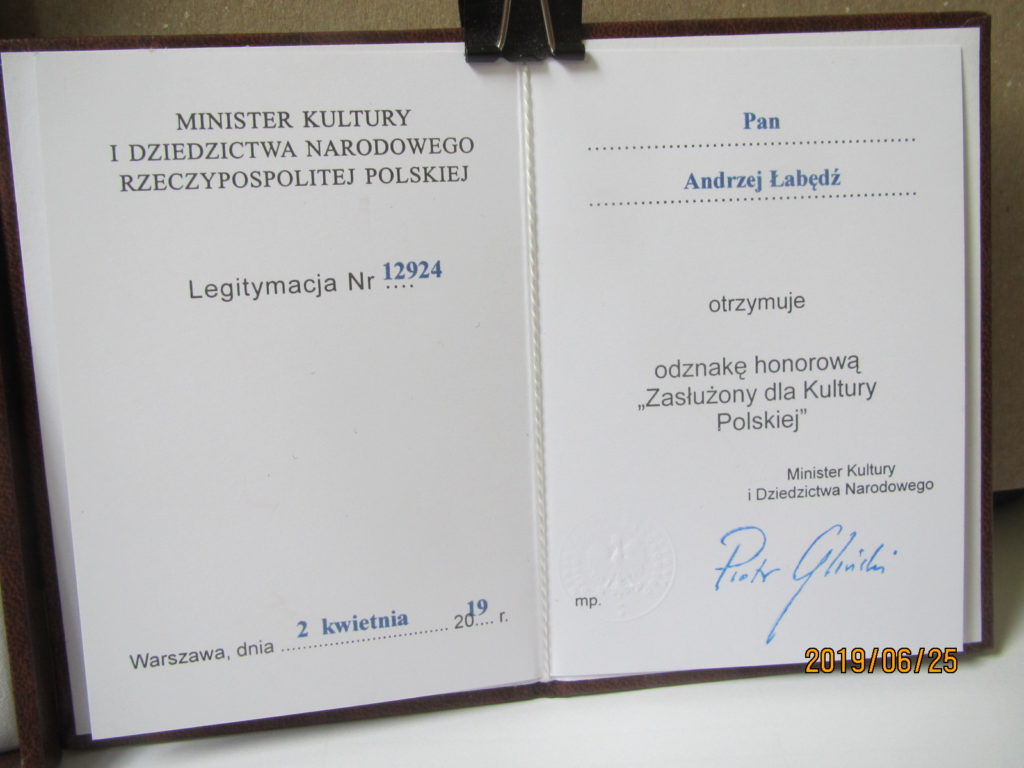 MINISTER KULTURY
I DZIEDZICTWA NARODOWEGO
RZECZYPOSPOLITEJ POLSKIEJ
Legitymacja Nr 12924
Warszawa, dnia 2 kwietnia 2019 r.
Pan
Andrzej Łabędź
otrzymuje
odznakę honorową
„Zasłużony dla Kultury
Polskiej”
Minister Kultury
i Dziedzictwa Narodowego
Piotr Gliński
mp.
2019/06/25